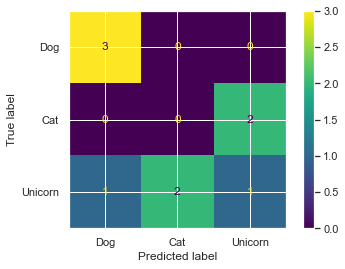 3.0
2.5
2.0
1.5
1.0
0.5
0.0
True label
Dog 3 0 0
Cat 0 0 2
Unicorn 1 2 1
Dog Cat Unicorn
Predicted label